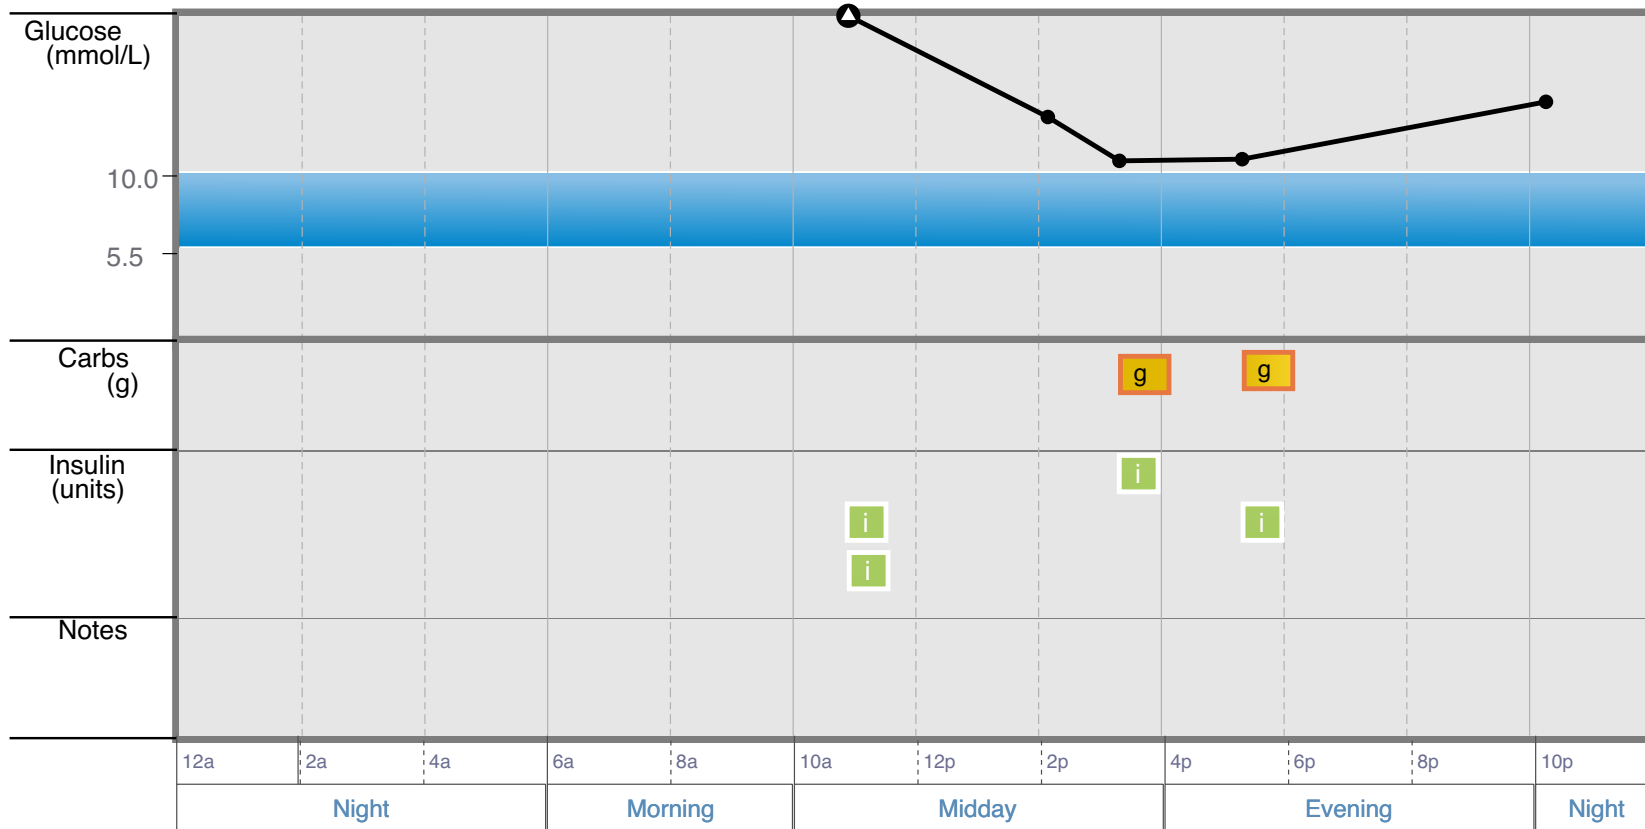 Glucose
(mmol/L)
10.0
5.5
Carbs
(g)
g
g
Insulin
(units)
i
i
i
i
Notes
12a 2a 4a 6a 8a 10a 12p 2p 4p 6p 8p 10p
Night Morning Midday Evening Night